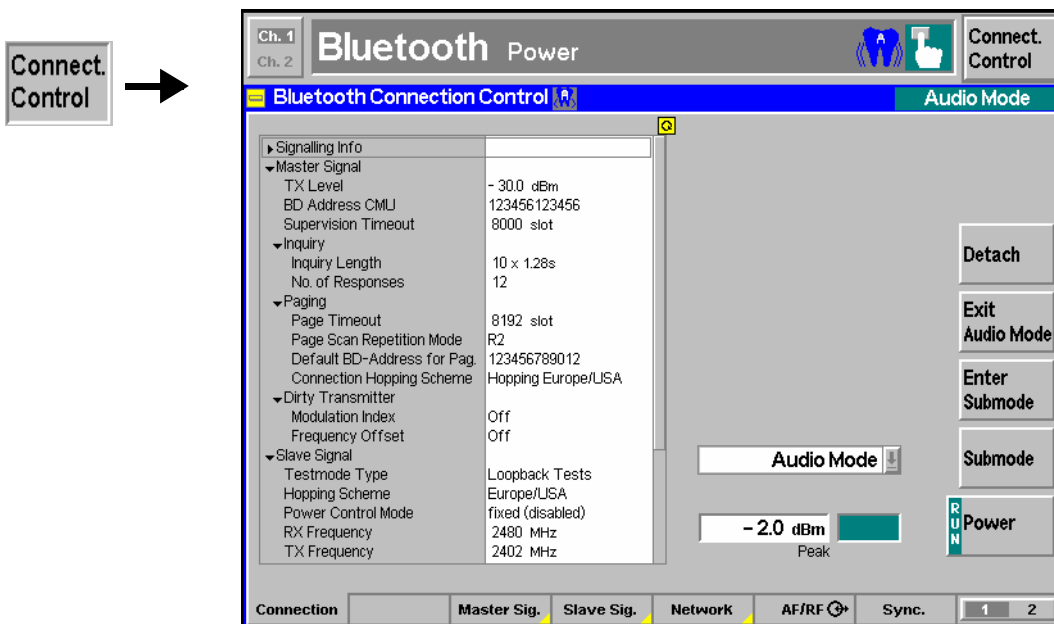 Connect.
Control
Ch. 1
Ch. 2
Bluetooth Power
A
Connect.
Control
Bluetooth Connection Control
A
Audio Mode
Signalling Info
Master Signal
TX Level - 30.0 dBm
BD Address CMU 123456123456
Supervision Timeout 8000 slot
Inquiry
Inquiry Length 10 x 1.28s
No. of Responses 12
Paging
Page Timeout 8192 slot
Page Scan Repetition Mode R2
Default BD-Address for Pag. 123456789012
Connection Hopping Scheme Hopping Europe/USA
Dirty Transmitter
Modulation Index Off
Frequency Offset Off
Slave Signal
Testmode Type Loopback Tests
Hopping Scheme Europe/USA
Power Control Mode fixed (disabled)
RX Frequency 2480 MHz
TX Frequency 2402 MHz
Audio Mode
- 2.0 dBm
Peak
Detach
Exit
Audio Mode
Enter
Submode
Submode
RUN
Power
Connection Master Sig. Slave Sig. Network AF/RF Sync. 1 2